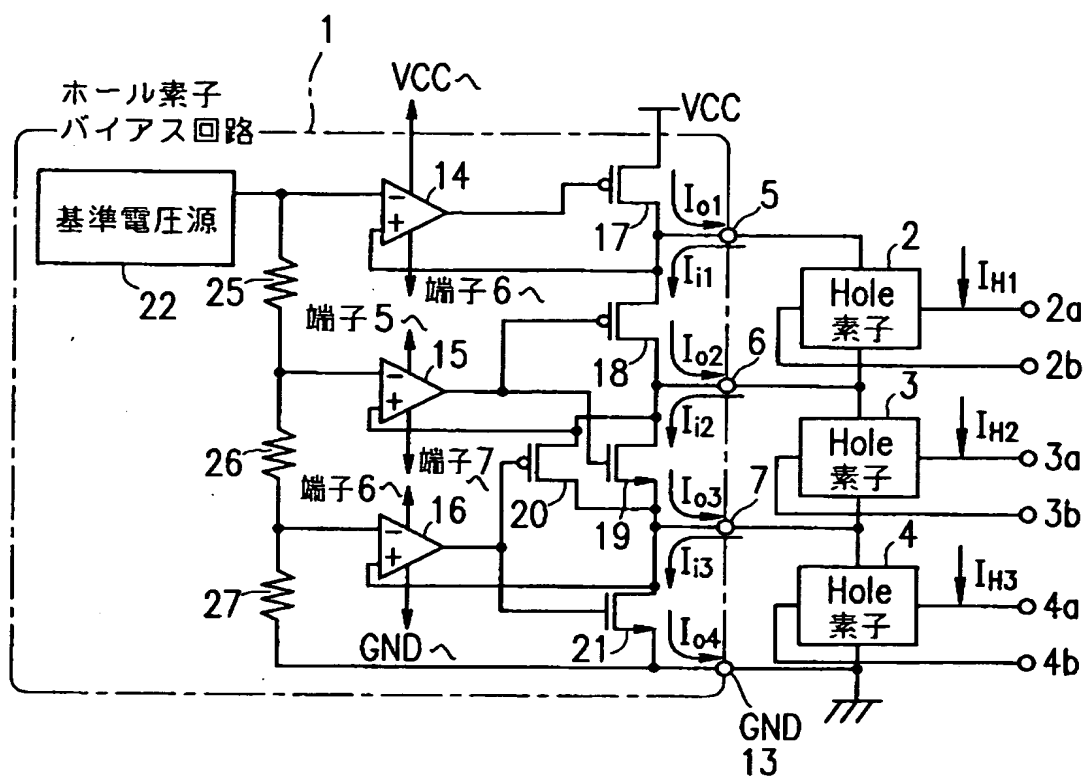 1
ホール素子
バイアス回路
VCCへ
VCC
基準電圧源
22
14
17
Io1
5
Ii1
2
Hole
素子
IH1
2a
2b
25
端子6へ
端子5へ
15
18
Io2
6
Ii2
3
Hole
素子
IH2
3a
3b
26
端子7へ
端子6へ
16
20
19
Io3
7
Ii3
4
Hole
素子
IH3
4a
4b
27
GNDへ
21
Io4
GND
13